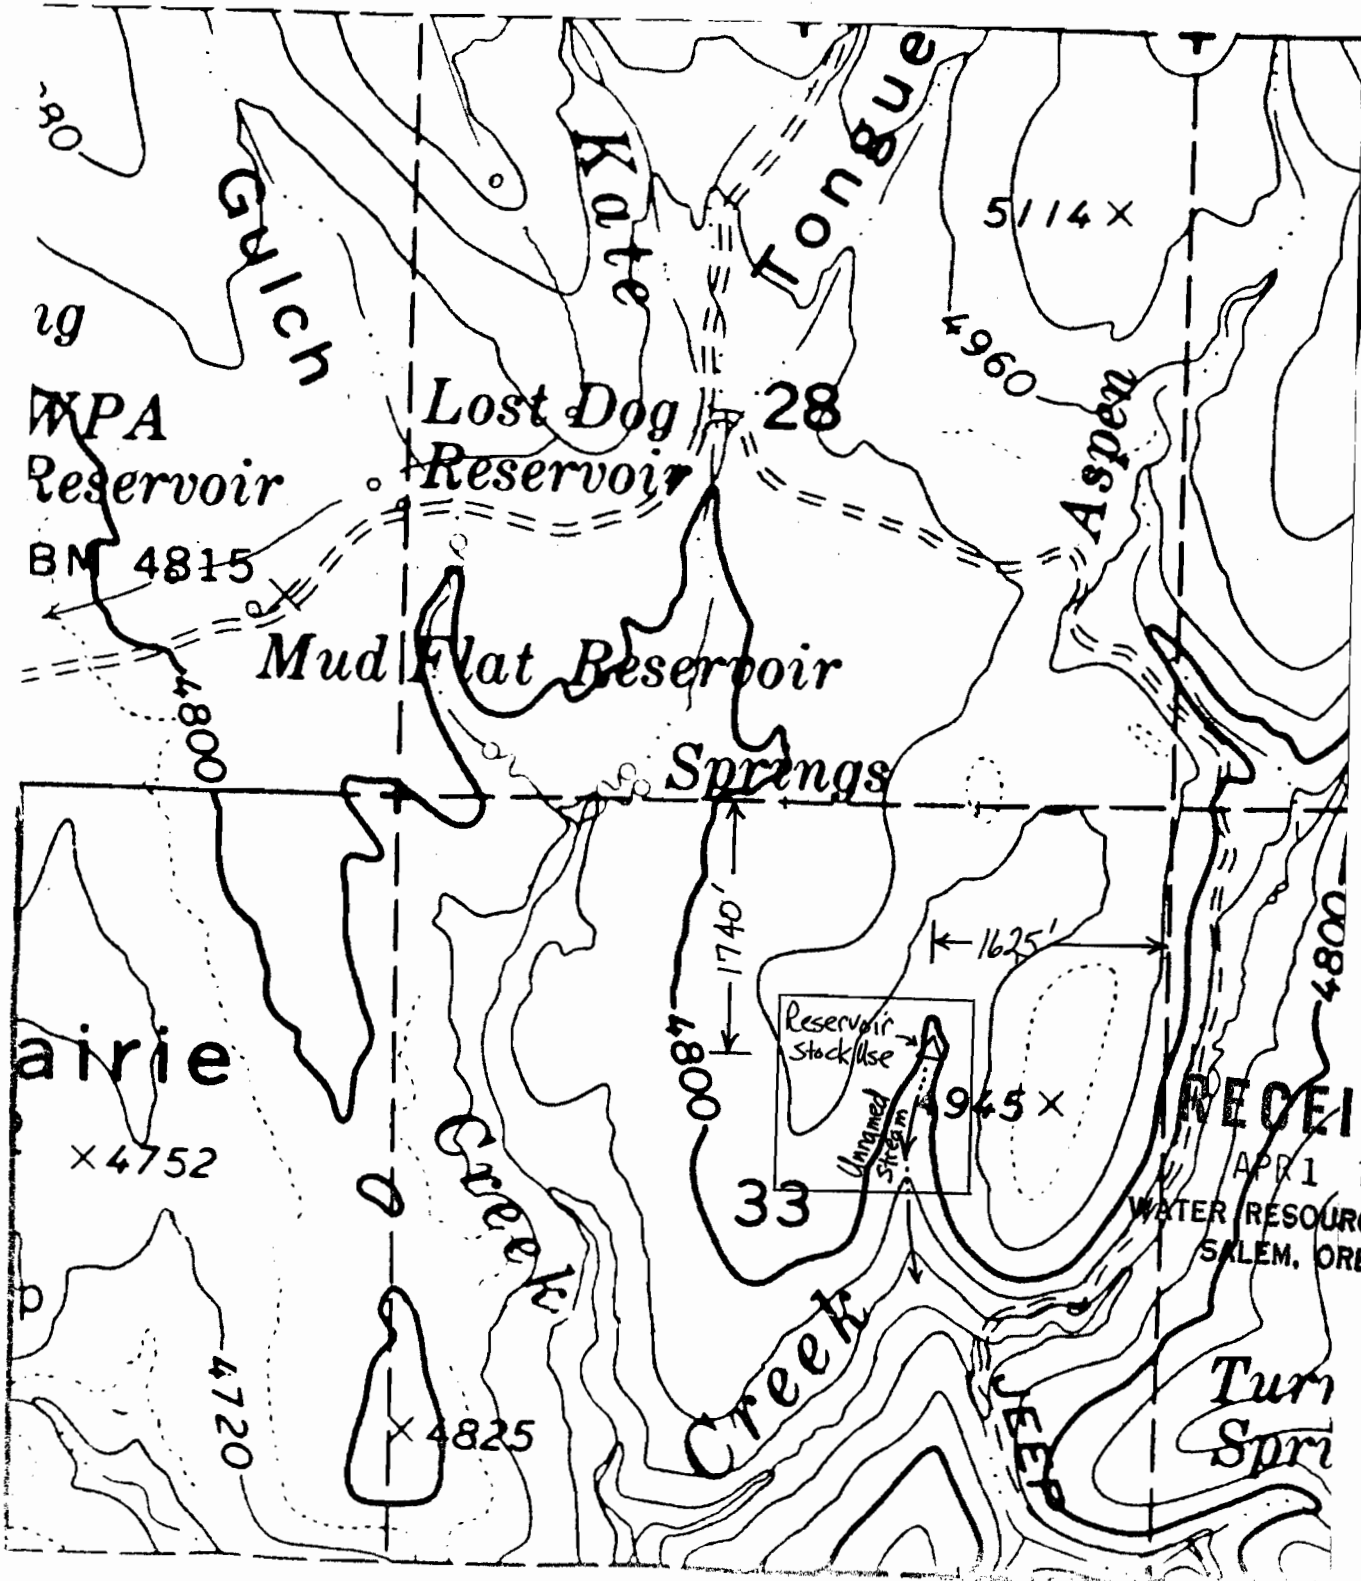 80
Gulch
Kate
Tongue
5114
4960
ig
WPA
Reservoir
BN 4815
Lost Dog
Reservoir
28
Aspen
Mud Flat Reservoir
4800
Springs
1740'
1625'
4800
4800
Reservoir
Stock Use
Unnamed
Stream
4945
airie
4752
33
RECEI
APR 1
WATER RESOURC
SALEM, ORE
Creek
Creek
4720
4825
JEEP
Turn
Spri